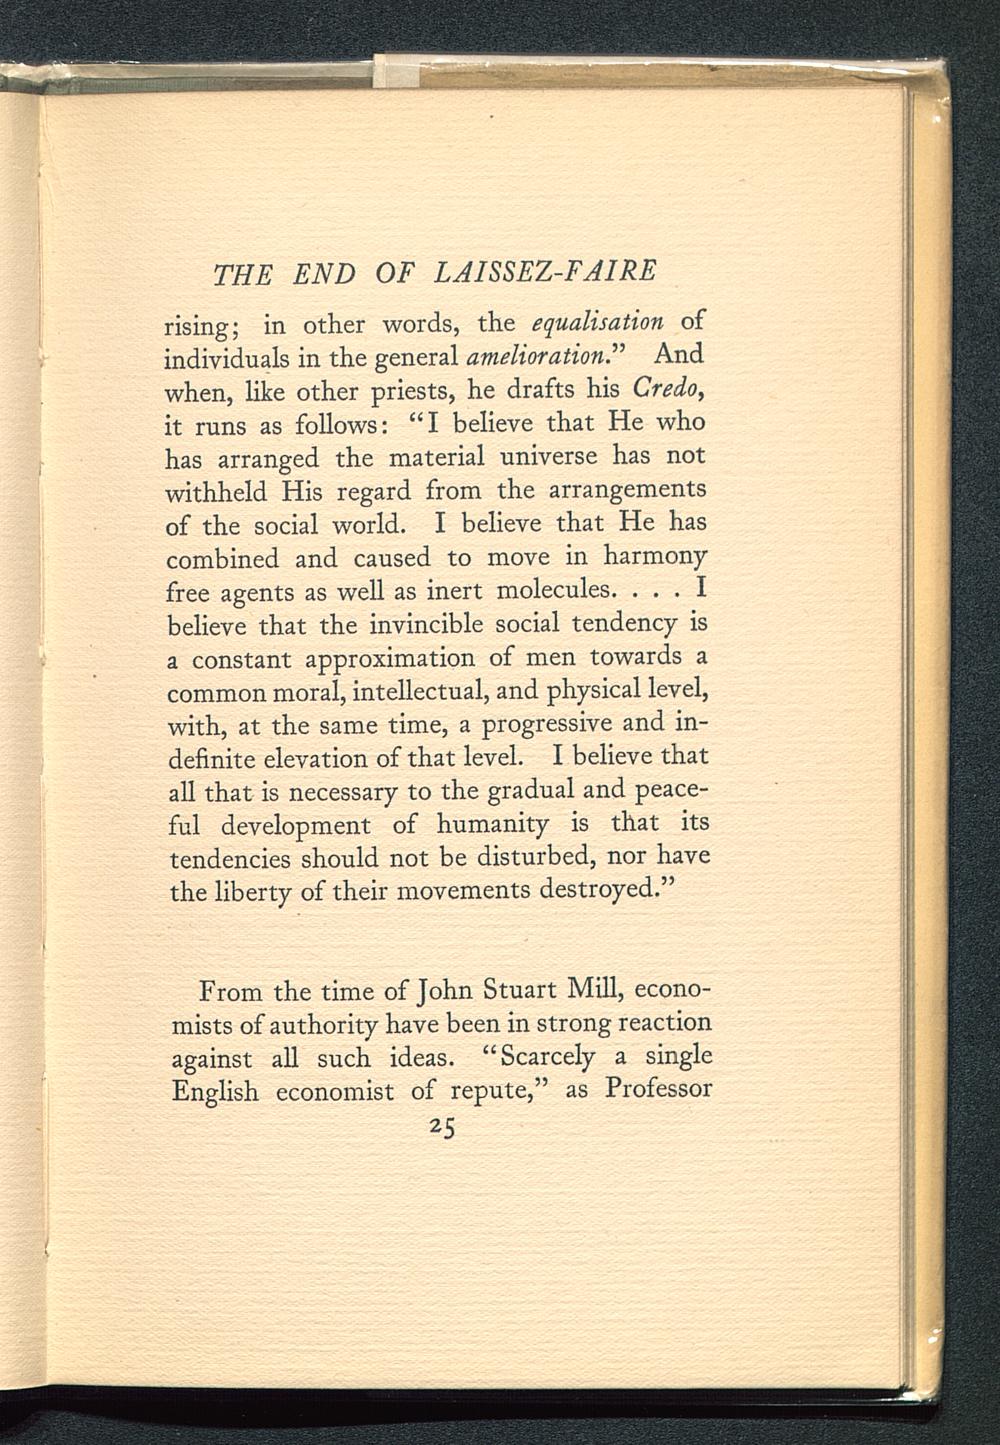 THE END OF LAISSEZ-FAIRE
rising; in other words, the equalisation of
individuals in the general amelioration.” And
when, like other priests, he drafts his Credo,
it runs as follows: “I believe that He who
has arranged the material universe has not
withheld His regard from the arrangements
of the social world. I believe that He has
combined and caused to move in harmony
free agents as well as inert molecules. . . . I
believe that the invincible social tendency is
a constant approximation of men towards a
common moral, intellectual, and physical level,
with, at the same time, a progressive and in-
definite elevation of that level. I believe that
all that is necessary to the gradual and peace-
ful development of humanity is that its
tendencies should not be disturbed, nor have
the liberty of their movements destroyed.”
From the time of John Stuart Mill, econo-
mists of authority have been in strong reaction
against all such ideas. “Scarcely a single
English economist of repute,” as Professor
25